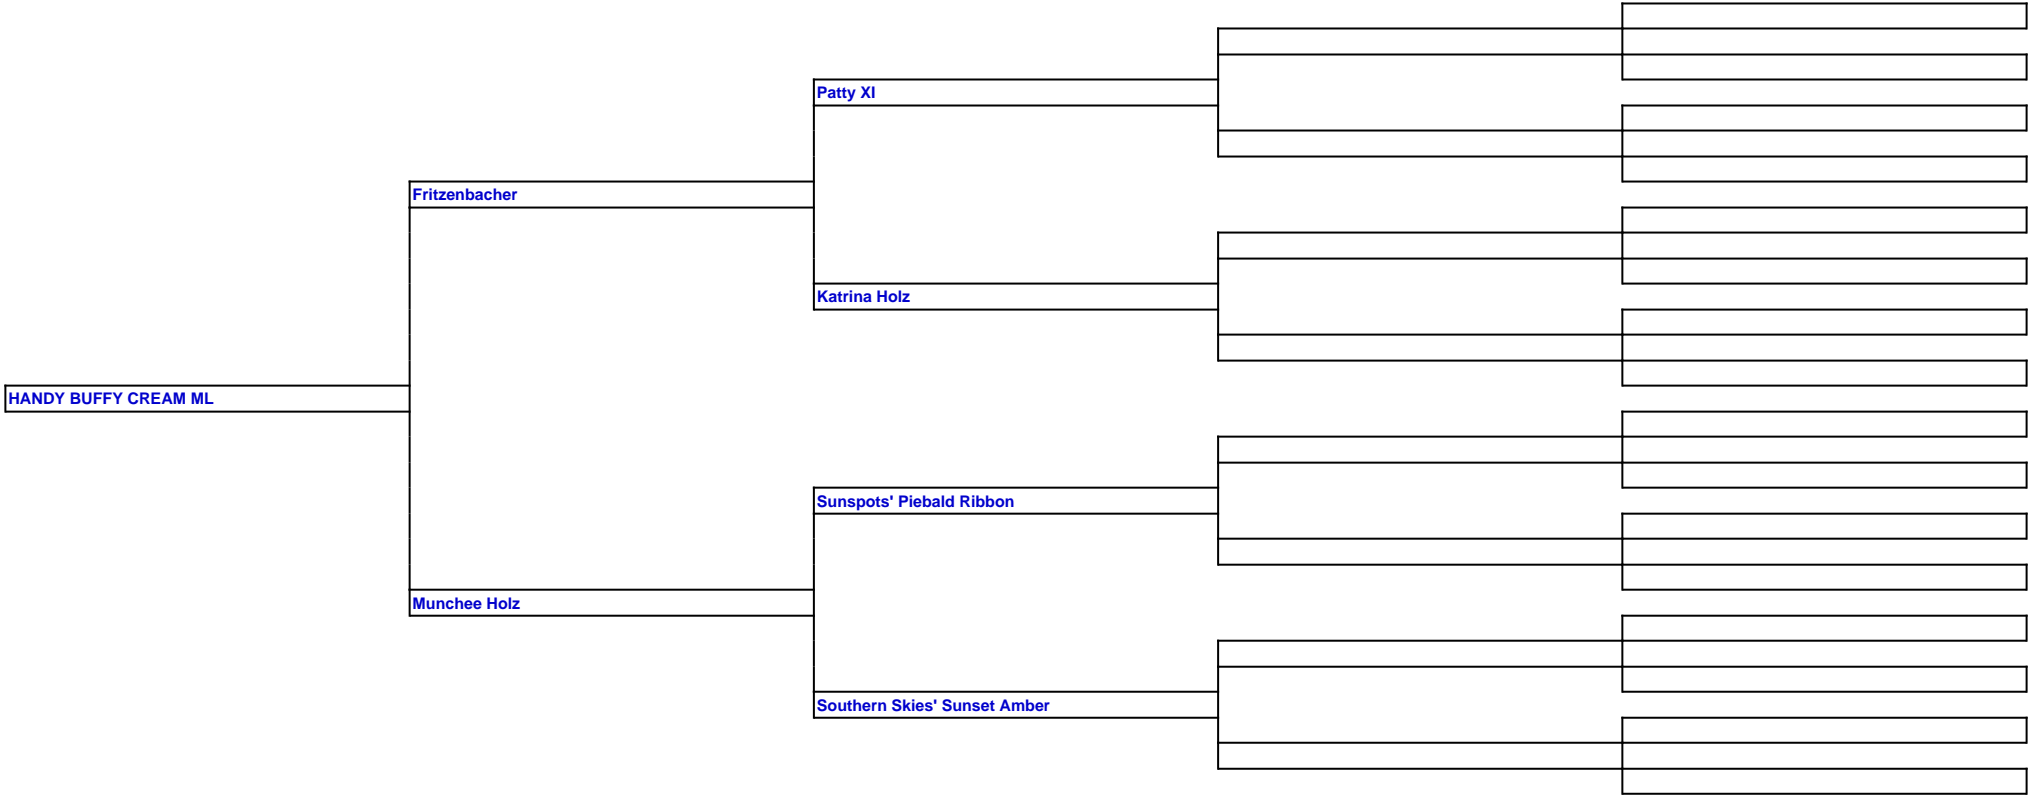 Patty XI
Fritzenbacher
Katrina Holz
HANDY BUFFY CREAM ML
Sunspots' Piebald Ribbon
Munchee Holz
Southern Skies' Sunset Amber